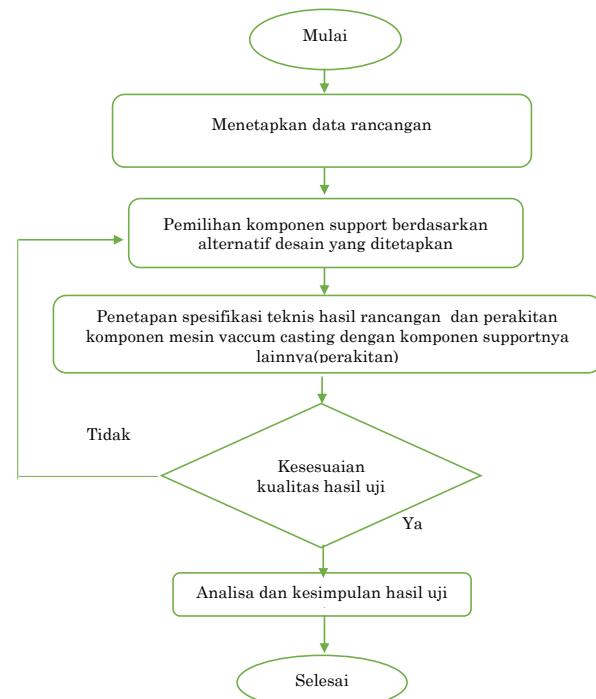 Mulai
Menetapkan data rancangan
Pemilihan komponen support berdasarkan
alternatif desain yang ditetapkan
Penetapan spesifikasi teknis hasil rancangan dan perakitan
komponen mesin vaccum casting dengan komponen supportnya
lainnya(perakitan)
Tidak
Kesesuaian
kualitas hasil uji
Ya
Analisa dan kesimpulan hasil uji
Selesai